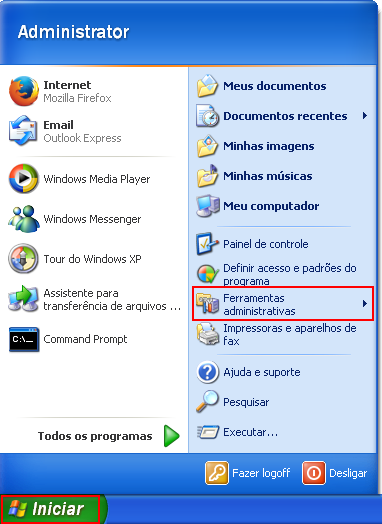 Administrator
Internet
Mozilla Firefox
Email
Outlook Express
Windows Media Player
Windows Messenger
Tour do Windows XP
Assistente para
transferência de arquivos ...
C:\_
Command Prompt
Todos os programas
Meus documentos
Documentos recentes
Minhas imagens
Minhas músicas
Meu computador
Painel de controle
Definir acesso e padrões do
programa
Ferramentas
administrativas
Impressoras e aparelhos de
fax
Ajuda e suporte
Pesquisar
Executar...
Fazer logoff
Desligar
Iniciar